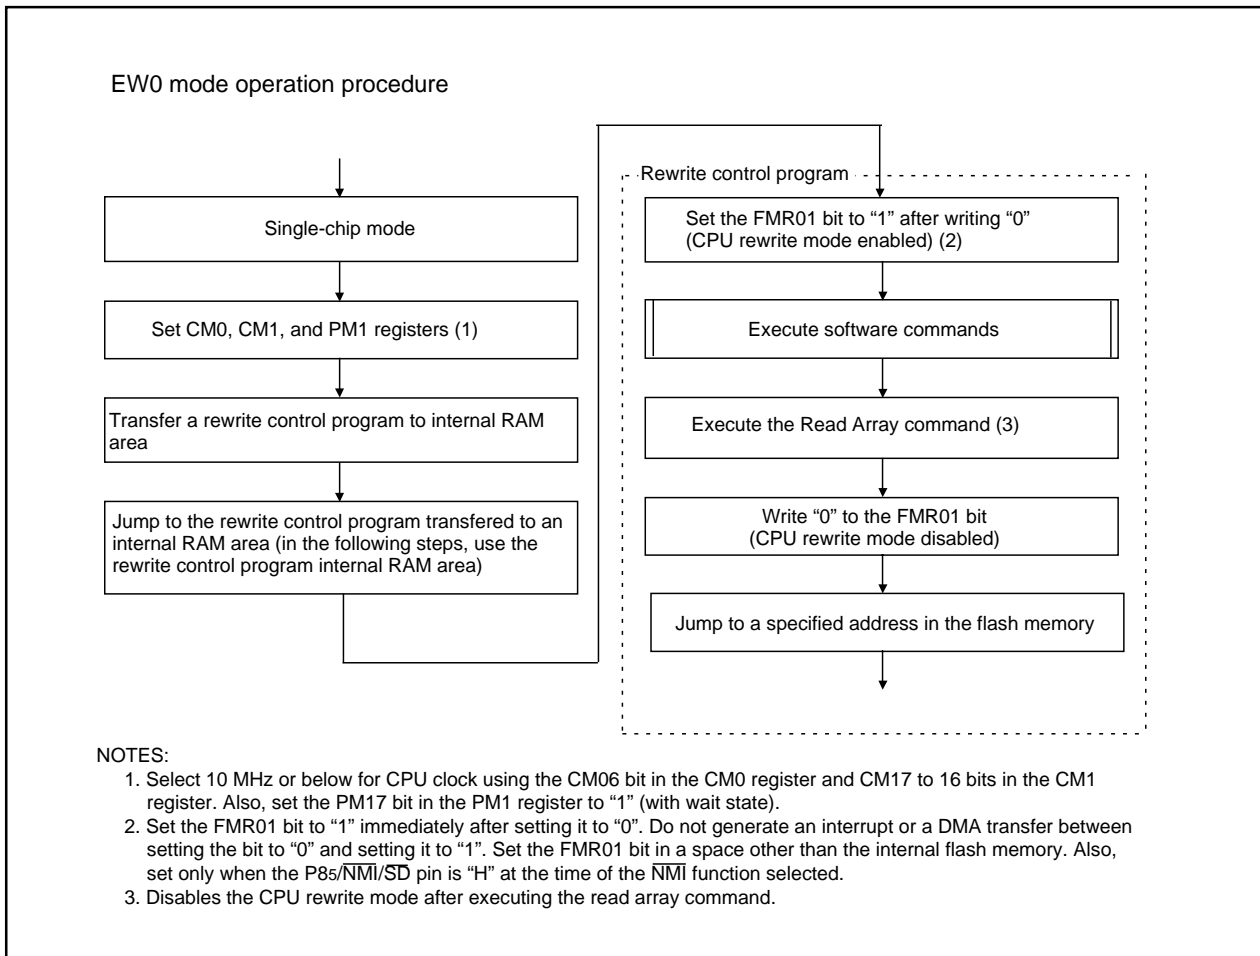 EW0 mode operation procedure
Single-chip mode
Set CM0, CM1, and PM1 registers (1)
Transfer a rewrite control program to internal RAM
area
Jump to the rewrite control program transfered to an
internal RAM area (in the following steps, use the
rewrite control program internal RAM area)
Rewrite control program
Set the FMR01 bit to “1” after writing “0”
(CPU rewrite mode enabled) (2)
Execute software commands
Execute the Read Array command (3)
Write “0” to the FMR01 bit
(CPU rewrite mode disabled)
Jump to a specified address in the flash memory
NOTES:
1. Select 10 MHz or below for CPU clock using the CM06 bit in the CM0 register and CM17 to 16 bits in the CM1
register. Also, set the PM17 bit in the PM1 register to “1” (with wait state).
2. Set the FMR01 bit to “1” immediately after setting it to “0”. Do not generate an interrupt or a DMA transfer between
setting the bit to “0” and setting it to “1”. Set the FMR01 bit in a space other than the internal flash memory. Also,
set only when the P85/N̅M̅I̅/S̅D̅ pin is “H” at the time of the N̅M̅I̅ function selected.
3. Disables the CPU rewrite mode after executing the read array command.